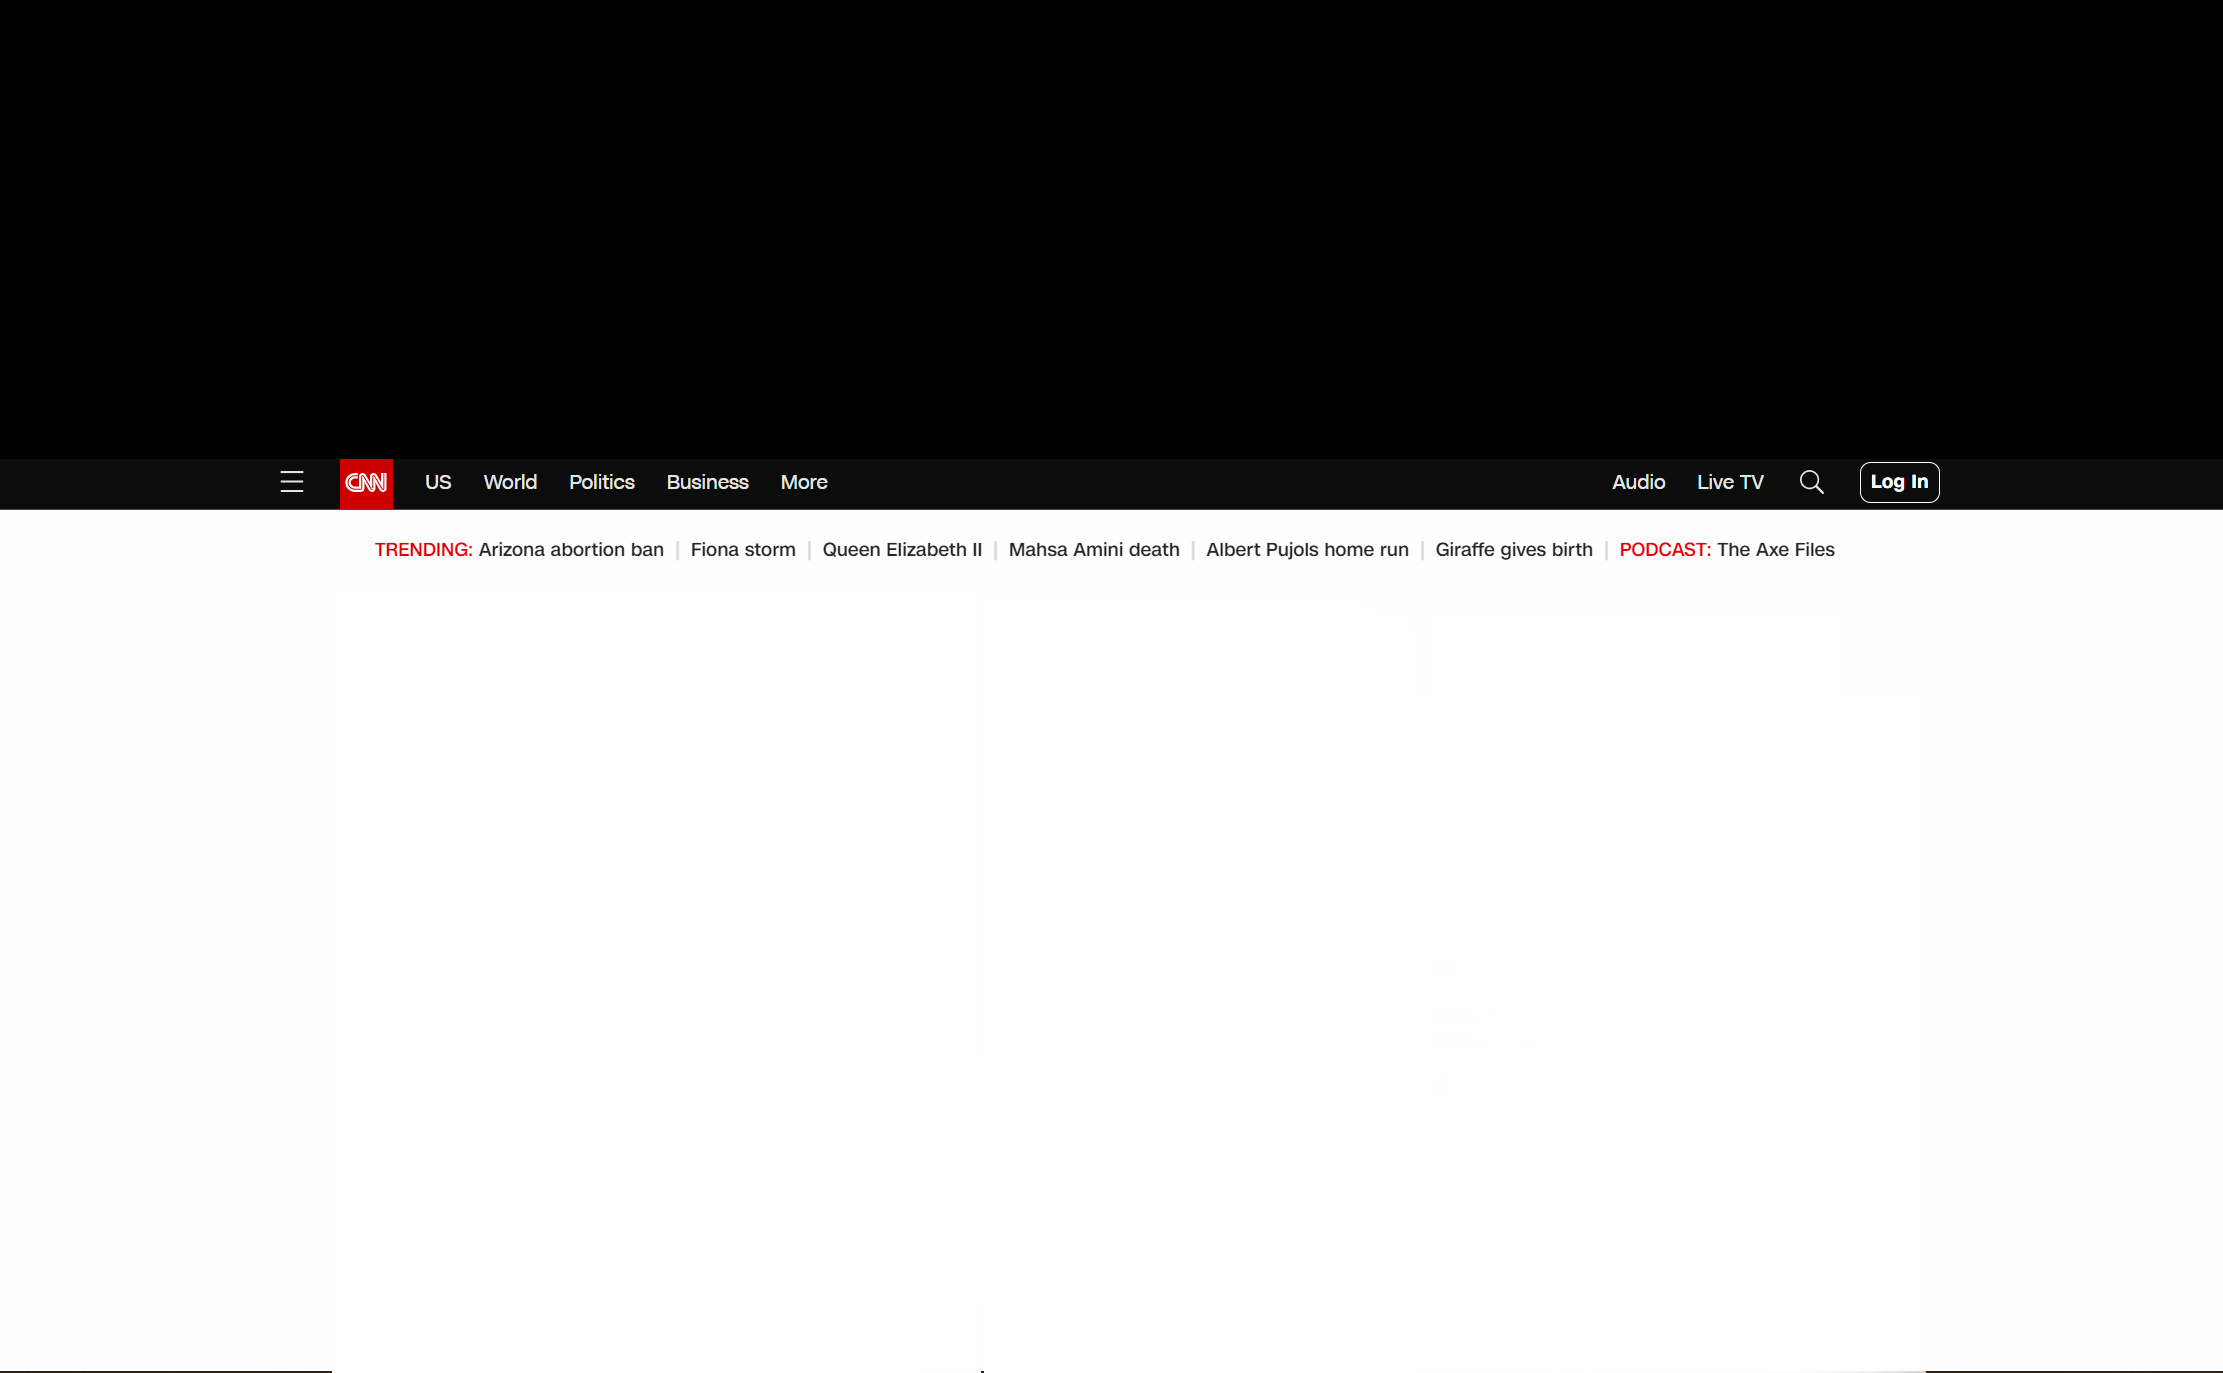 CNN US World Politics Business More Audio Live TV Log In
TRENDING: Arizona abortion ban | Fiona storm | Queen Elizabeth II | Mahsa Amini death | Albert Pujols home run | Giraffe gives birth | PODCAST: The Axe Files